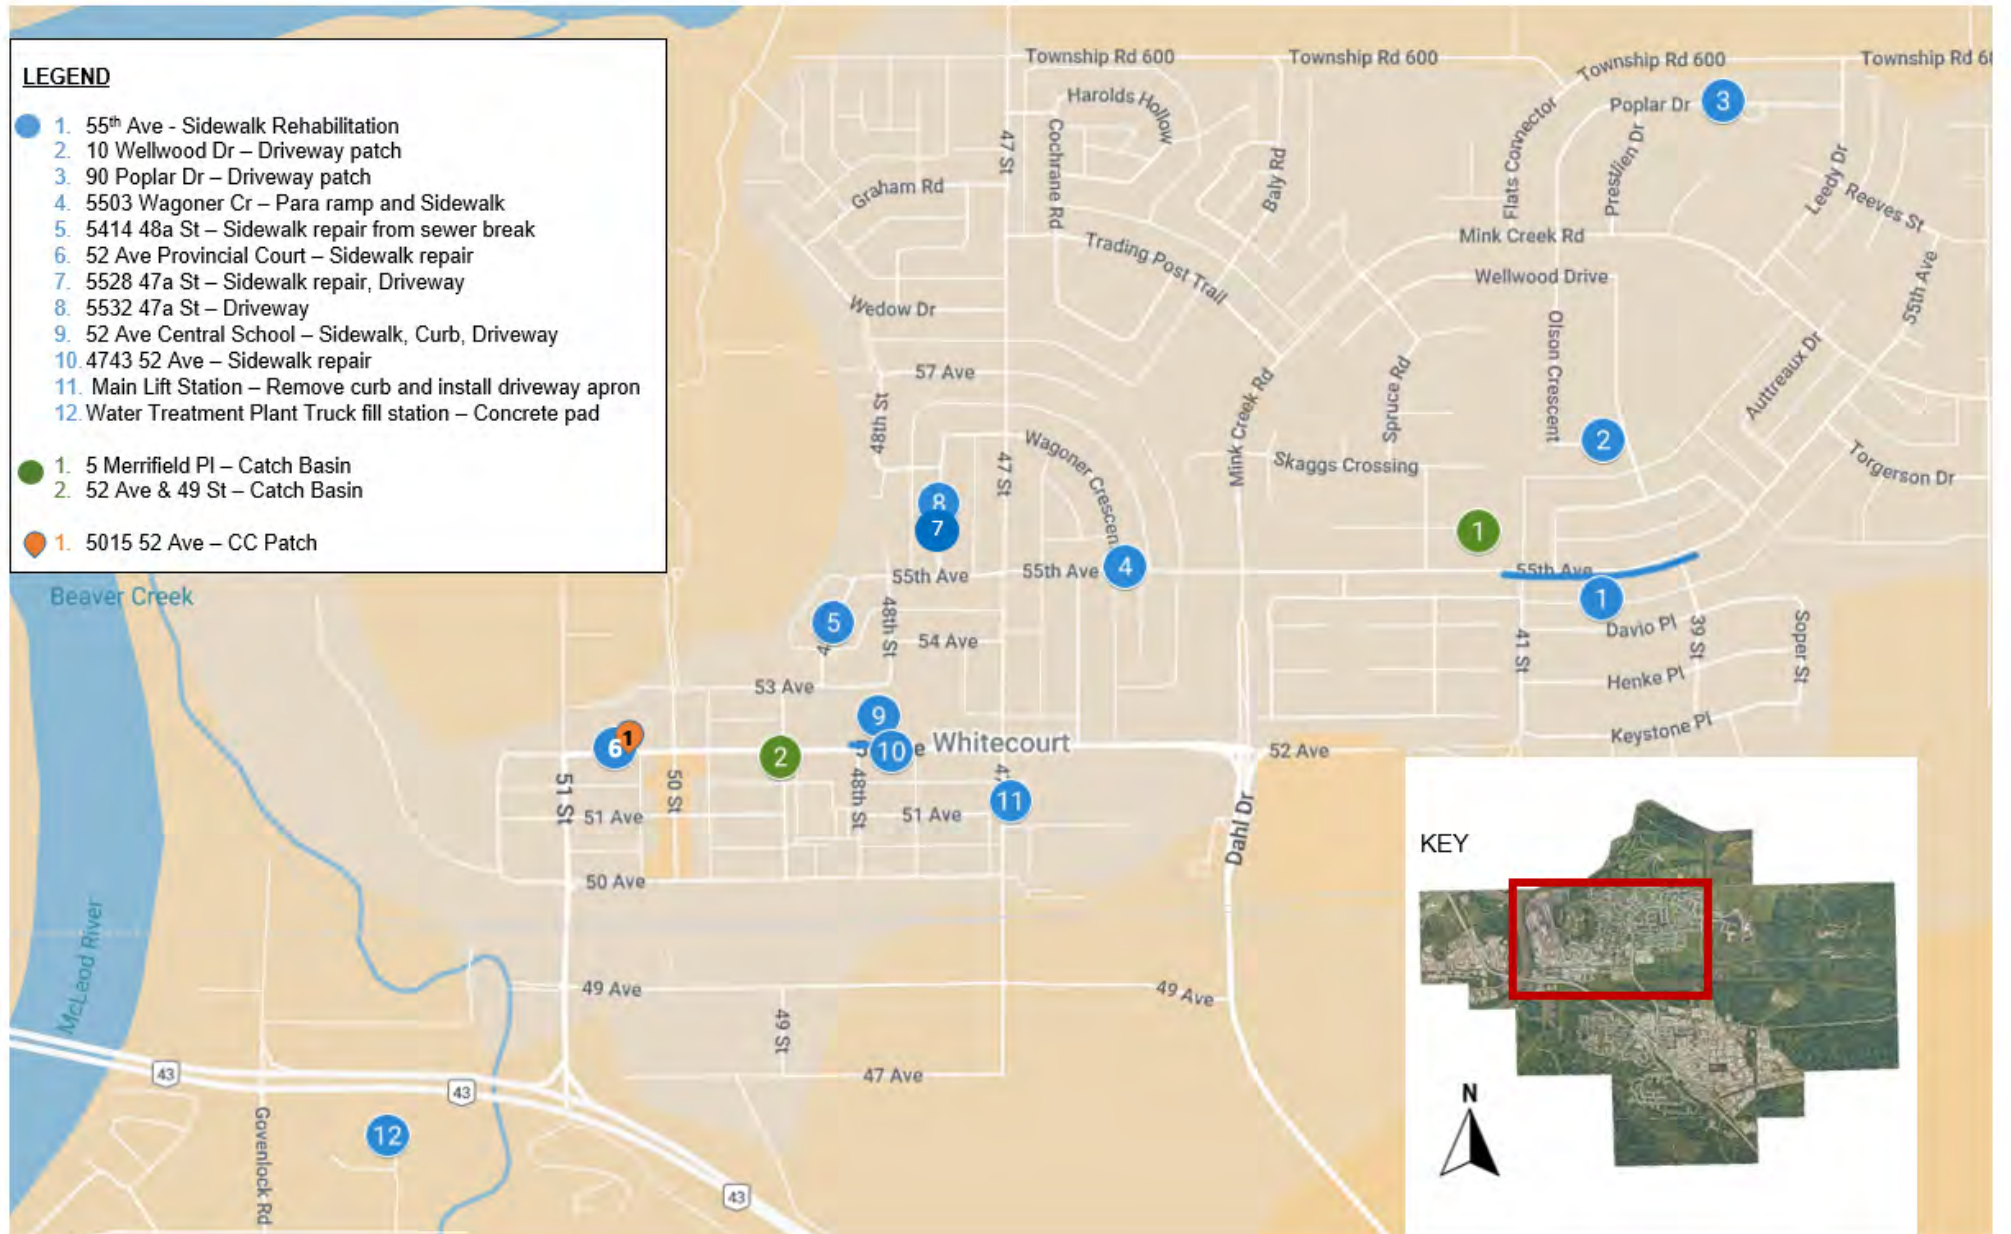 LEGEND
1. 55th Ave - Sidewalk Rehabilitation
2. 10 Wellwood Dr – Driveway patch
3. 90 Poplar Dr – Driveway patch
4. 5503 Wagoner Cr – Para ramp and Sidewalk
5. 5414 48a St – Sidewalk repair from sewer break
6. 52 Ave Provincial Court – Sidewalk repair
7. 5528 47a St – Sidewalk repair, Driveway
8. 5532 47a St – Driveway
9. 52 Ave Central School – Sidewalk, Curb, Driveway
10. 4743 52 Ave – Sidewalk repair
11. Main Lift Station – Remove curb and install driveway apron
12. Water Treatment Plant Truck fill station – Concrete pad
1. 5 Merrifield Pl – Catch Basin
2. 52 Ave & 49 St – Catch Basin
1. 5015 52 Ave – CC Patch
Township Rd 600
Township Rd 600
Township Rd 600
Township Rd
Harolds Hollow
Poplar Dr
3
47 St
Cochrane Rd
Baly Rd
Flats Connector
Prestlien Dr
Leedy Dr
Reeves St
Graham Rd
Mink Creek Rd
Trading Post Trail
Wellwood Drive
55th Ave
Wedow Dr
Olson Crescent
Auttreaux Dr
57 Ave
Mink Creek Rd
Spruce Rd
48th St
2
Wagoner Crescen
47 St
Skaggs Crossing
Torgerson Dr
8
7
1
4
55th Ave
55th Ave
55th Ave
1
Beaver Creek
5
48th St
54 Ave
41 St
Davio Pl
39 St
Soper St
Henke Pl
53 Ave
9
Keystone Pl
6
1
2
10
Whitecourt
52 Ave
51 St
50 St
48th St
11
51 Ave
51 Ave
Dahl Dr
50 Ave
McLeod River
49 Ave
49 Ave
49 St
47 Ave
43
43
43
Govenlock Rd
12
KEY
N